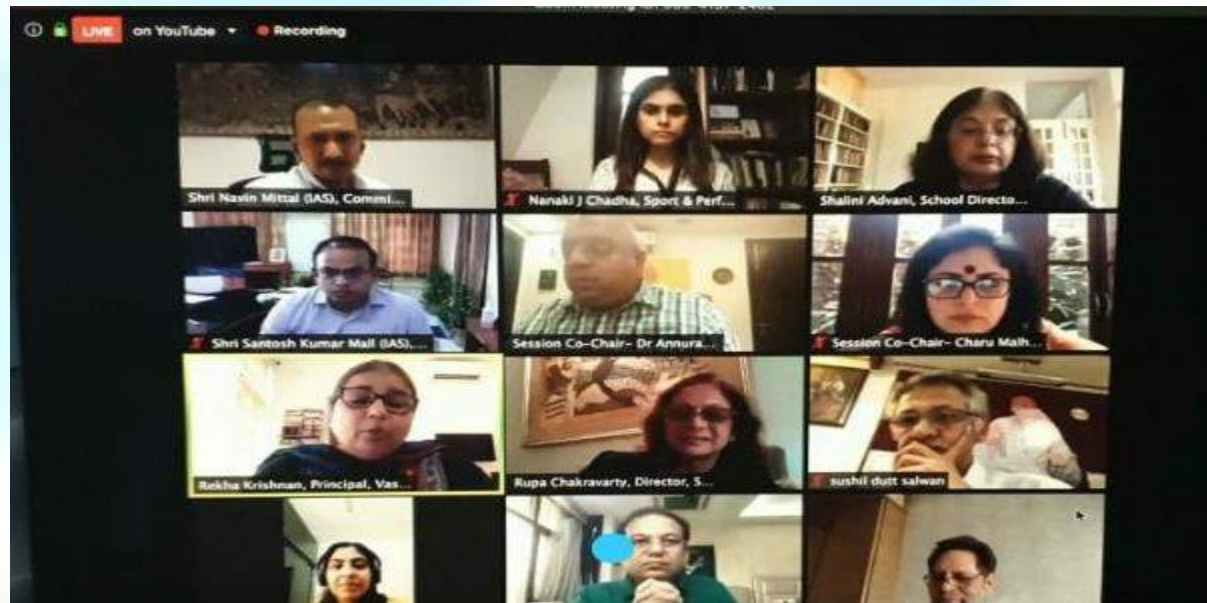 LIVE on YouTube Recording
Shri Navin Mittal (IAS), Commi...
Nanaki J Chadha, Sport & Perf...
Shalini Advani, School Directo...
Shri Santosh Kumar Mall (IAS),...
Session Co-Chair- Dr Annura...
Session Co-Chair- Charu Malh...
Rekha Krishnan, Principal, Vas...
Rupa Chakravarty, Director, S...
sushil dutt salwan